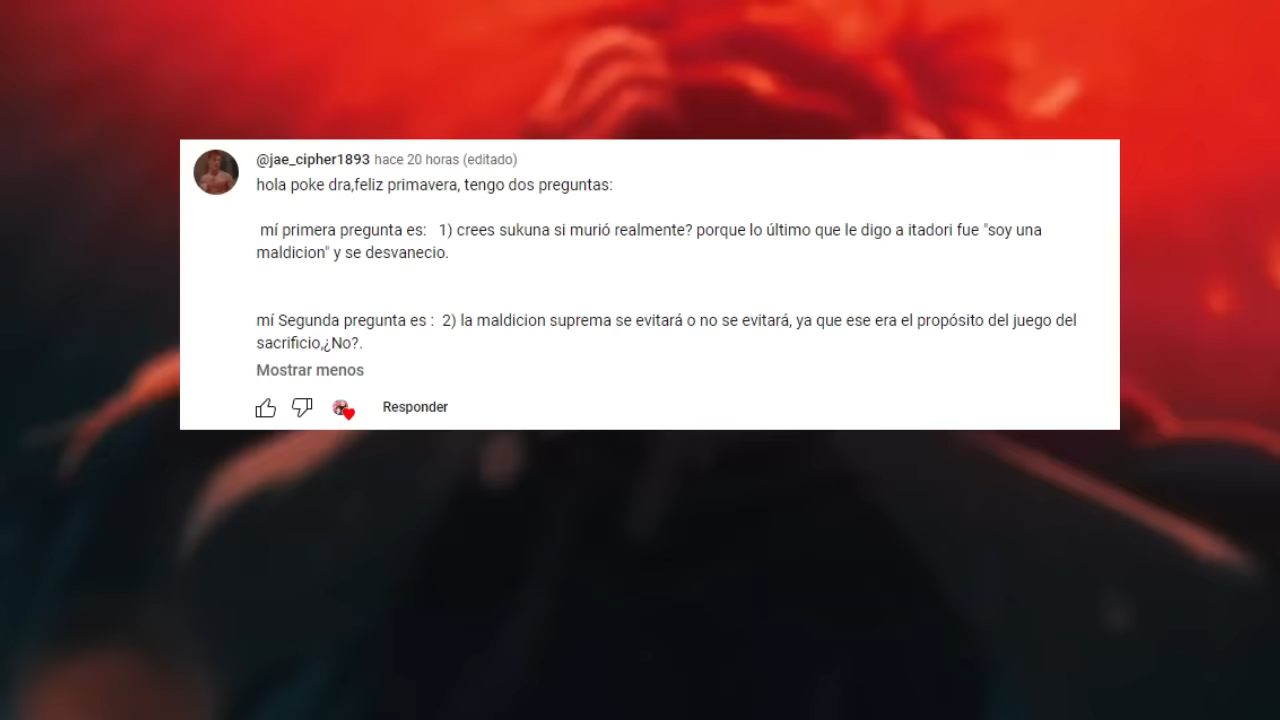 @jae_cipher1893 hace 20 horas (editado)
hola poke dra,feliz primavera, tengo dos preguntas:
mí primera pregunta es: 1) crees sukuna si murió realmente? porque lo último que le digo a itadori fue "soy una
maldicion" y se desvanecio.
mí Segunda pregunta es : 2) la maldicion suprema se evitará o no se evitará, ya que ese era el propósito del juego del
sacrificio,¿No?.
Mostrar menos
Responder